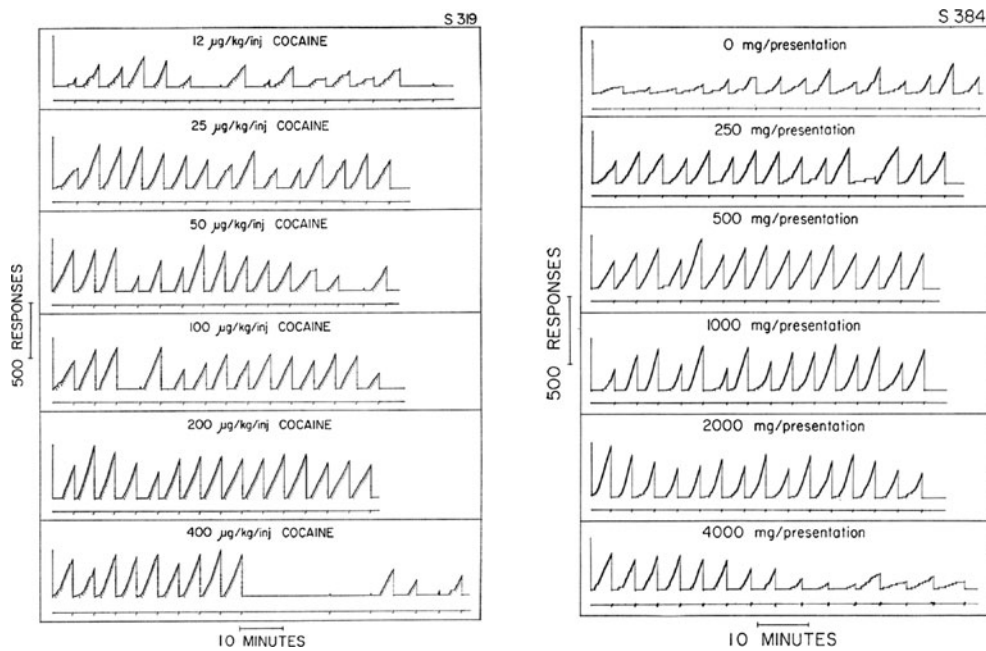 S 319
12 µg/kg/inj COCAINE
25 µg/kg/inj COCAINE
50 µg/kg/inj COCAINE
100 µg/kg/inj COCAINE
200 µg/kg/inj COCAINE
400 µg/kg/inj COCAINE
500 RESPONSES
10 MINUTES
S 384
0 mg/presentation
250 mg/presentation
500 mg/presentation
1000 mg/presentation
2000 mg/presentation
4000 mg/presentation
500 RESPONSES
10 MINUTES